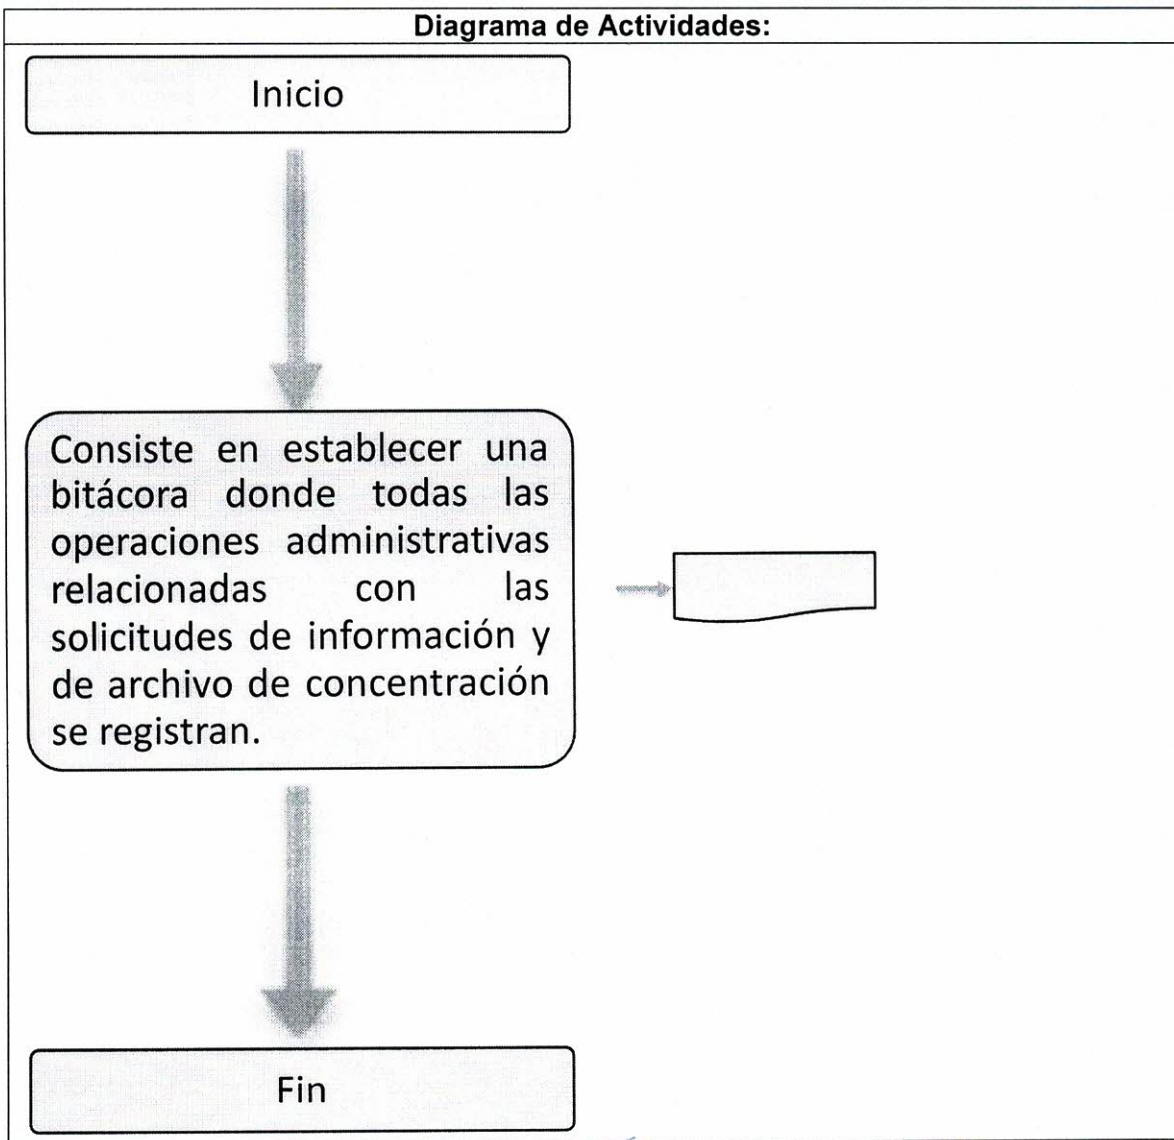 Diagrama de Actividades:
Inicio
Consiste en establecer una
bitácora donde todas las
operaciones administrativas
relacionadas con las
solicitudes de información y
de archivo de concentración
se registran.
Fin